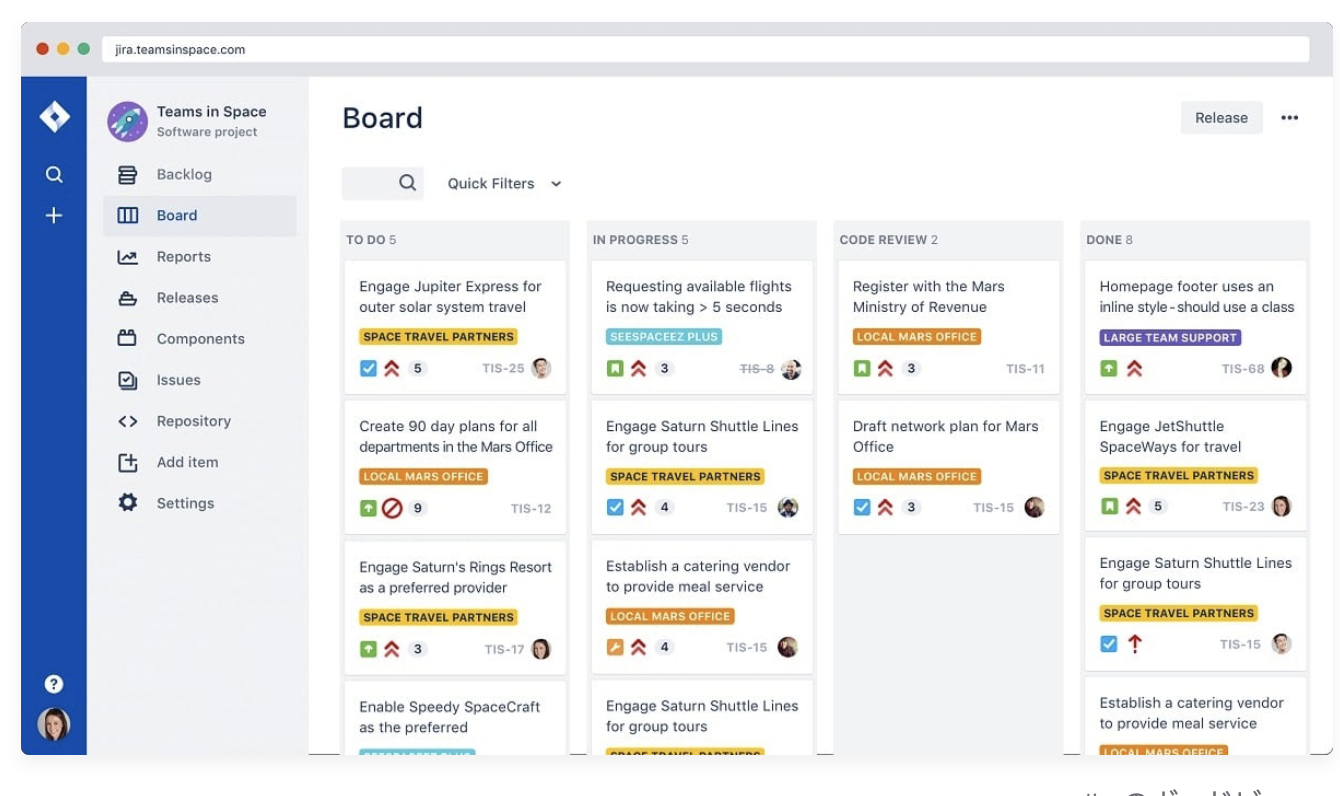 jira.teamsinspace.com
Teams in Space
Software project
Backlog
Board
Reports
Releases
Components
Issues
Repository
Add item
Settings
Board
Release
Quick Filters
TO DO 5
Engage Jupiter Express for
outer solar system travel
SPACE TRAVEL PARTNERS
5 TIS-25
Create 90 day plans for all
departments in the Mars Office
LOCAL MARS OFFICE
9 TIS-12
Engage Saturn's Rings Resort
as a preferred provider
SPACE TRAVEL PARTNERS
3 TIS-17
Enable Speedy SpaceCraft
as the preferred
SEESPACEEZ PLUS
IN PROGRESS 5
Requesting available flights
is now taking > 5 seconds
SEESPACEEZ PLUS
3 TIS-8
Engage Saturn Shuttle Lines
for group tours
SPACE TRAVEL PARTNERS
4 TIS-15
Establish a catering vendor
to provide meal service
LOCAL MARS OFFICE
4 TIS-15
Engage Saturn Shuttle Lines
for group tours
SPACE TRAVEL PARTNERS
CODE REVIEW 2
Register with the Mars
Ministry of Revenue
LOCAL MARS OFFICE
3 TIS-11
Draft network plan for Mars
Office
LOCAL MARS OFFICE
3 TIS-15
DONE 8
Homepage footer uses an
inline style - should use a class
LARGE TEAM SUPPORT
TIS-68
Engage JetShuttle
SpaceWays for travel
SPACE TRAVEL PARTNERS
5 TIS-23
Engage Saturn Shuttle Lines
for group tours
SPACE TRAVEL PARTNERS
TIS-15
Establish a catering vendor
to provide meal service
LOCAL MARS OFFICE
?